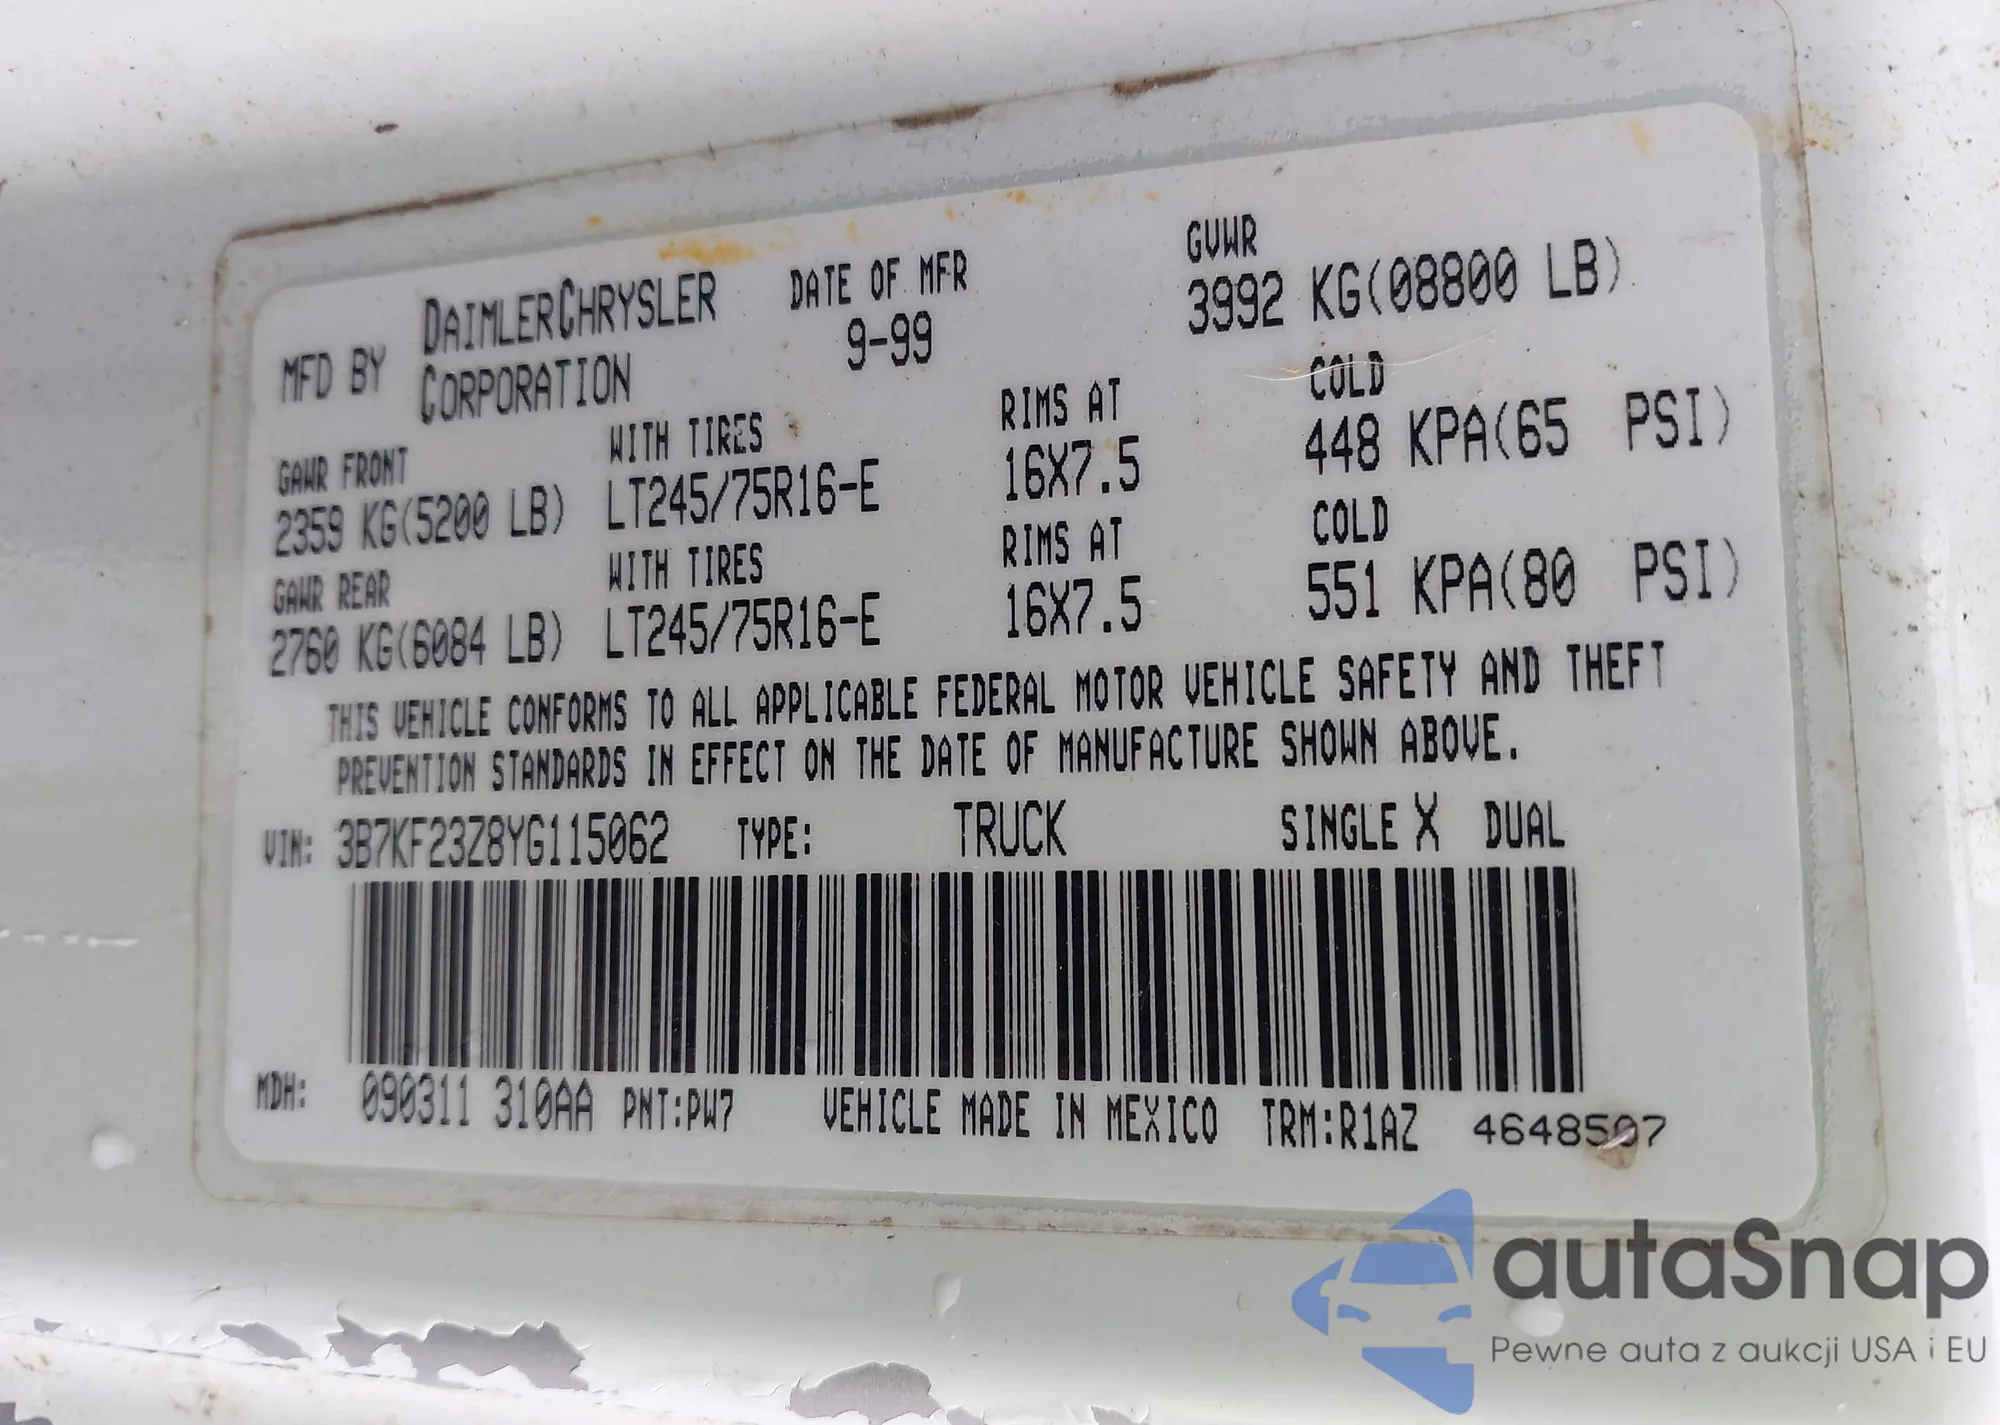 MFD BY DAIMLERCHRYSLER CORPORATION DATE OF MFR 9-99 GVWR 3992 KG(08800 LB)
GAWR FRONT WITH TIRES RIMS AT COLD
2359 KG(5200 LB) LT245/75R16-E 16X7.5 448 KPA(65 PSI)
GAWR REAR WITH TIRES RIMS AT COLD
2760 KG(6084 LB) LT245/75R16-E 16X7.5 551 KPA(80 PSI)
THIS VEHICLE CONFORMS TO ALL APPLICABLE FEDERAL MOTOR VEHICLE SAFETY AND THEFT
PREVENTION STANDARDS IN EFFECT ON THE DATE OF MANUFACTURE SHOWN ABOVE.
VIN: 3B7KF23Z8YG115062 TYPE: TRUCK SINGLE X DUAL
MDH: 090311 310AA PNT:PW7 VEHICLE MADE IN MEXICO TRM:R1AZ 4648507
autaSnap
Pewne auta z aukcji USA i EU